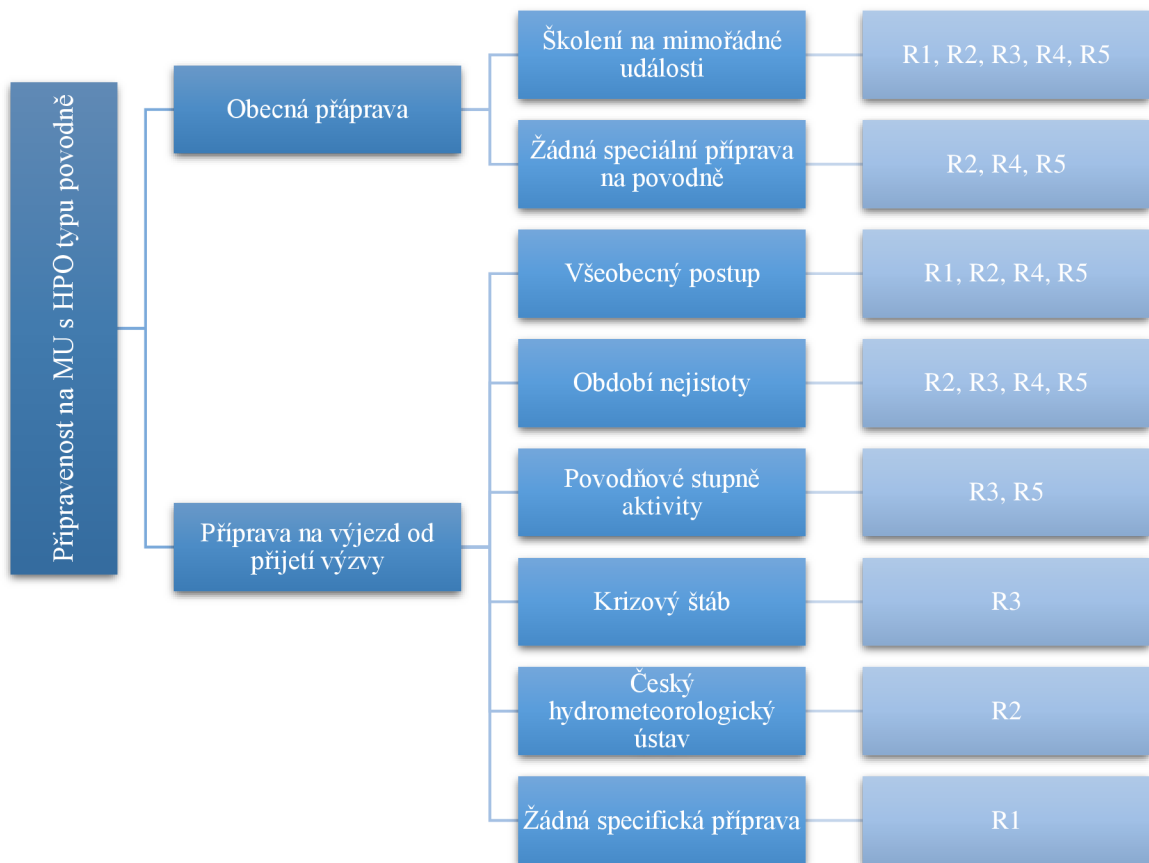 Připravenost na MU s HPO typu povodně
Obecná přáprava
Školení na mimořádné
události
R1, R2, R3, R4, R5
Žádná speciální příprava
na povodně
R2, R4, R5
Příprava na výjezd od
přijetí výzvy
Všeobecný postup
R1, R2, R4, R5
Období nejistoty
R2, R3, R4, R5
Povodňové stupně
aktivity
R3, R5
Krizový štáb
R3
Český
hydrometeorologický
ústav
R2
Žádná specifická příprava
R1